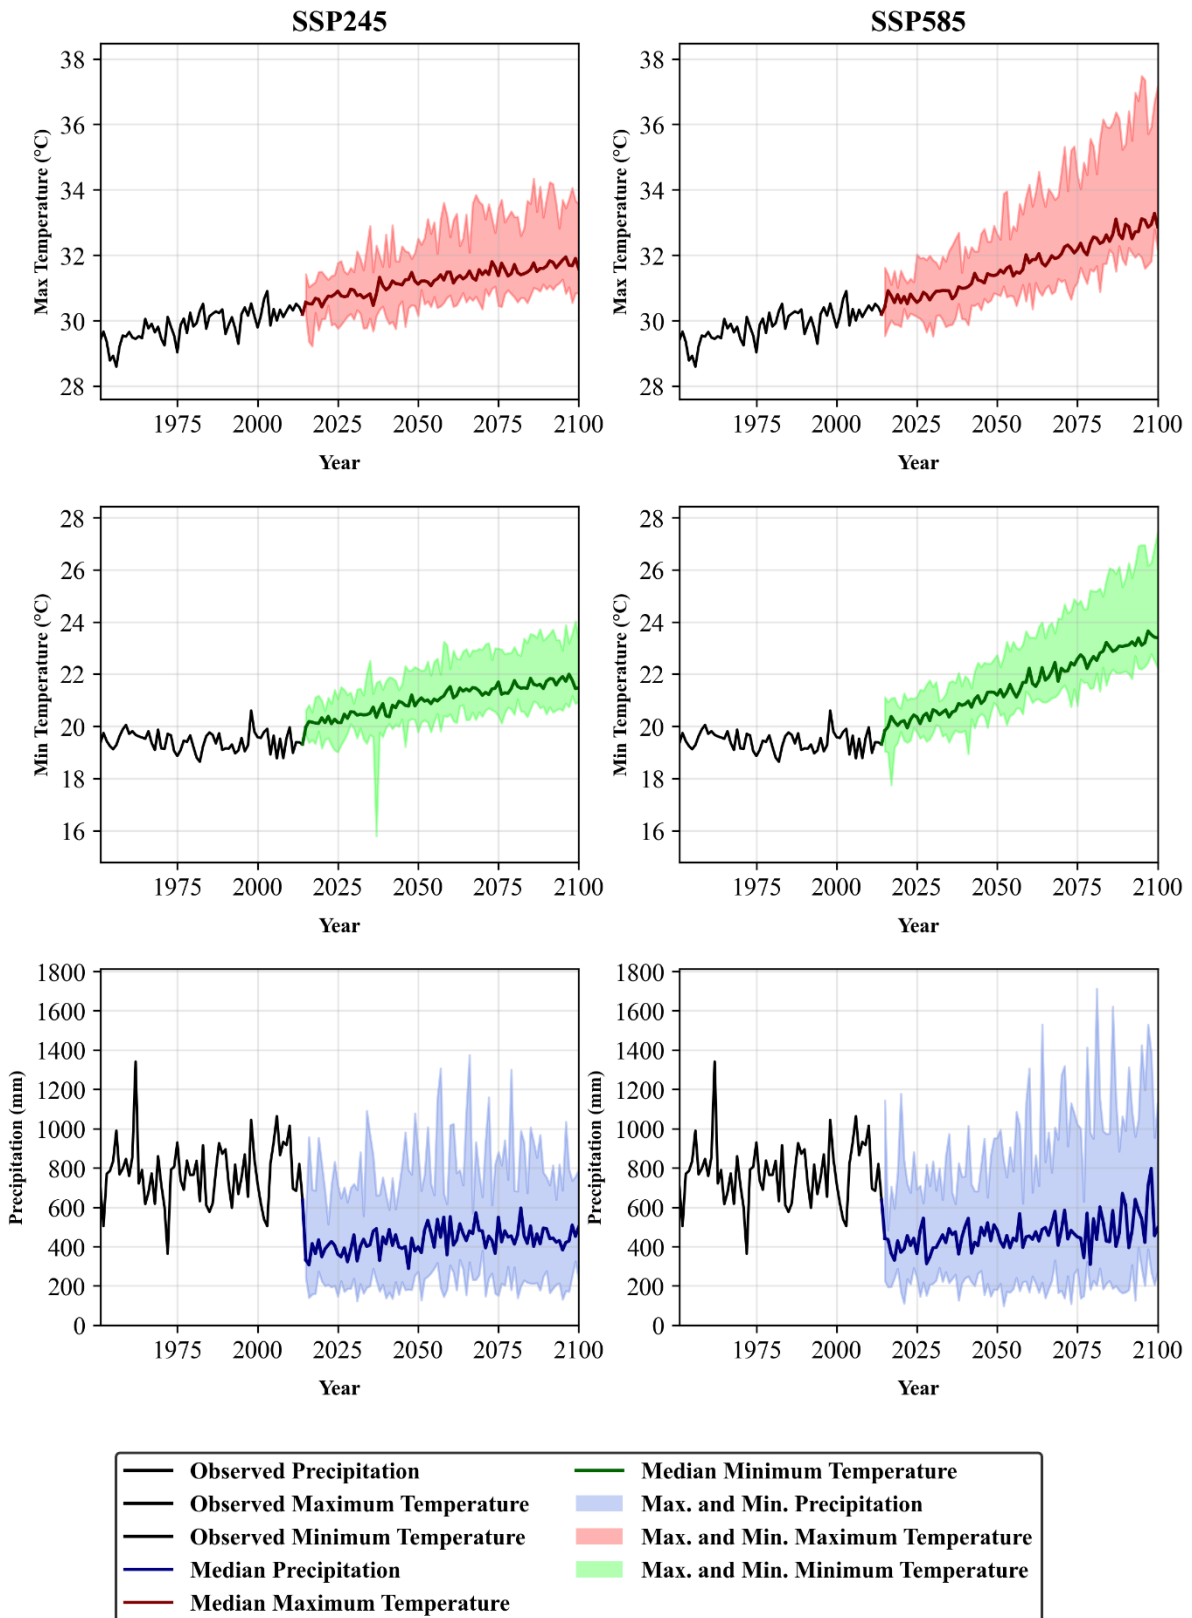 SSP245
SSP585
38
36
34
32
30
28
Max Temperature (°C)
1975 2000 2025 2050 2075 2100
Year
38
36
34
32
30
28
Max Temperature (°C)
1975 2000 2025 2050 2075 2100
Year
28
26
24
22
20
18
16
Min Temperature (°C)
1975 2000 2025 2050 2075 2100
Year
28
26
24
22
20
18
16
Min Temperature (°C)
1975 2000 2025 2050 2075 2100
Year
1800
1600
1400
1200
1000
800
600
400
200
0
Precipitation (mm)
1975 2000 2025 2050 2075 2100
Year
1800
1600
1400
1200
1000
800
600
400
200
0
Precipitation (mm)
1975 2000 2025 2050 2075 2100
Year
Observed Precipitation
Observed Maximum Temperature
Observed Minimum Temperature
Median Precipitation
Median Maximum Temperature
Median Minimum Temperature
Max. and Min. Precipitation
Max. and Min. Maximum Temperature
Max. and Min. Minimum Temperature